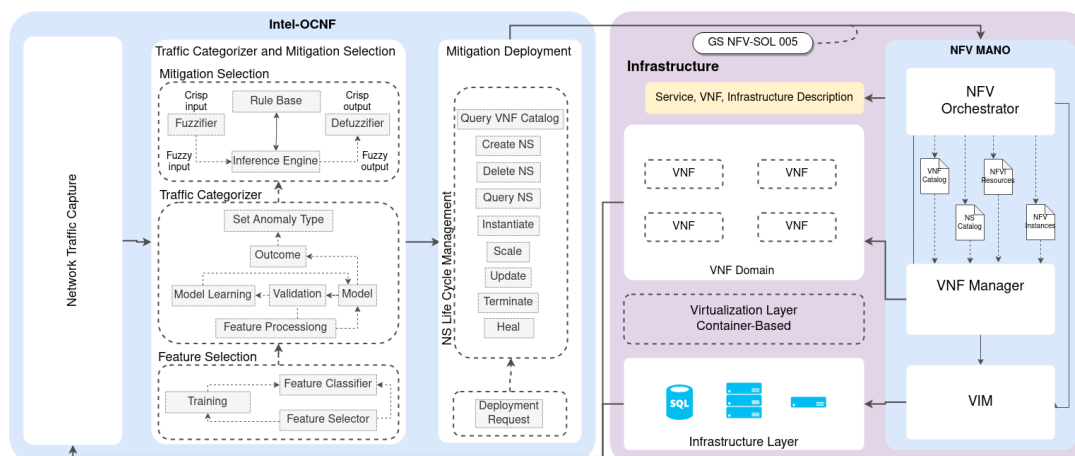 Intel-OCNF
Network Traffic Capture
Traffic Categorizer and Mitigation Selection
Mitigation Selection
Crisp
input
Rule Base
Crisp
output
Fuzzifier
Defuzzifier
Fuzzy
input
Inference Engine
Fuzzy
output
Traffic Categorizer
Set Anomaly Type
Outcome
Model Learning
Validation
Model
Feature Processiong
Feature Selection
Feature Classifier
Training
Feature Selector
Mitigation Deployment
NS Life Cycle Management
Query VNF Catalog
Create NS
Delete NS
Query NS
Instantiate
Scale
Update
Terminate
Heal
Deployment
Request
GS NFV-SOL 005
Infrastructure
Service, VNF, Infrastructure Description
VNF
VNF
VNF
VNF
VNF Domain
Virtualization Layer
Container-Based
SQL
Infrastructure Layer
NFV MANO
NFV
Orchestrator
VNF
Catalog
NFVI
Resources
NS
Catalog
NFV
Instances
VNF Manager
VIM